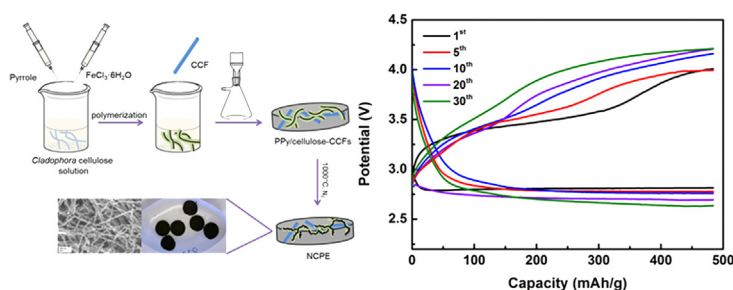 CCF
Pyrrole
FeCl₃·6H₂O
polymerization
Cladophora cellulose
solution
PPy/cellulose-CCFs
1000°C, N₂
NCPE
4.5
4.0
3.5
3.0
2.5
Potential (V)
1st
5th
10th
20th
30th
0
100
200
300
400
500
Capacity (mAh/g)